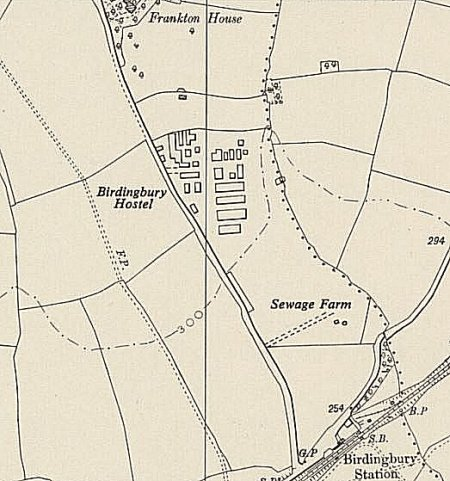 Frankton House
Birdingbury
Hostel
F.P.
294
Sewage Farm
300
254
B.P
S.B.
G.P
Birdingbury
Station